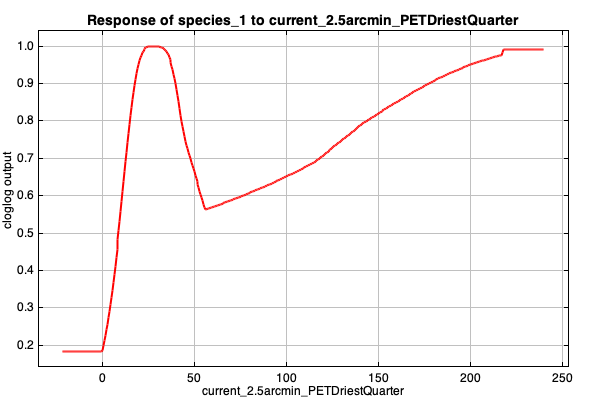 Response of species_1 to current_2.5arcmin_PETDriestQuarter
cloglog output
1.0
0.9
0.8
0.7
0.6
0.5
0.4
0.3
0.2
0 50 100 150 200 250
current_2.5arcmin_PETDriestQuarter